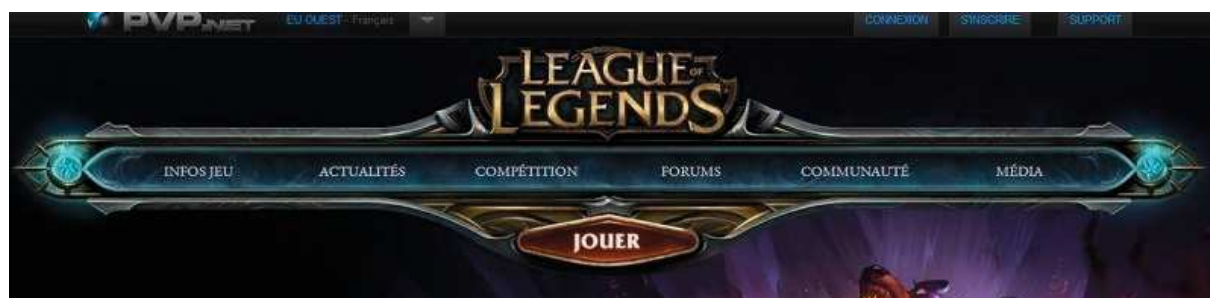 PVP.NET EU OUEST - Français CONNEXION S'INSCRIRE SUPPORT
LEAGUE OF
LEGENDS
INFOS JEU ACTUALITÉS COMPÉTITION FORUMS COMMUNAUTÉ MÉDIA
JOUER